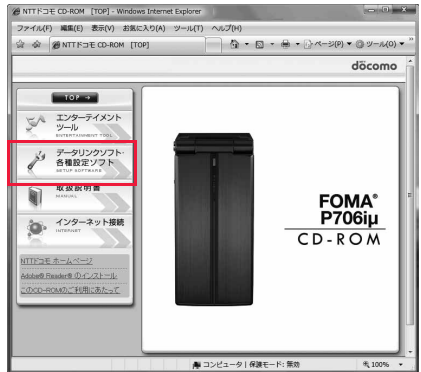 NTTドコモ CD-ROM [TOP] - Windows Internet Explorer
ファイル(F) 編集(E) 表示(V) お気に入り(A) ツール(T) ヘルプ(H)
NTTドコモ CD-ROM [TOP]
ページ(P) ツール(O)
docomo
TOP
エンターテイメント
ツール
ENTERTAINMENT TOOL
データリンクソフト・
各種設定ソフト
SETUP SOFTWARE
取扱説明書
MANUAL
インターネット接続
INTERNET
FOMA®
P706iμ
CD-ROM
NTTドコモ ホームページ
Adobe® Reader® のインストール
このCD-ROMのご利用にあたって
コンピュータ | 保護モード: 無効
100%